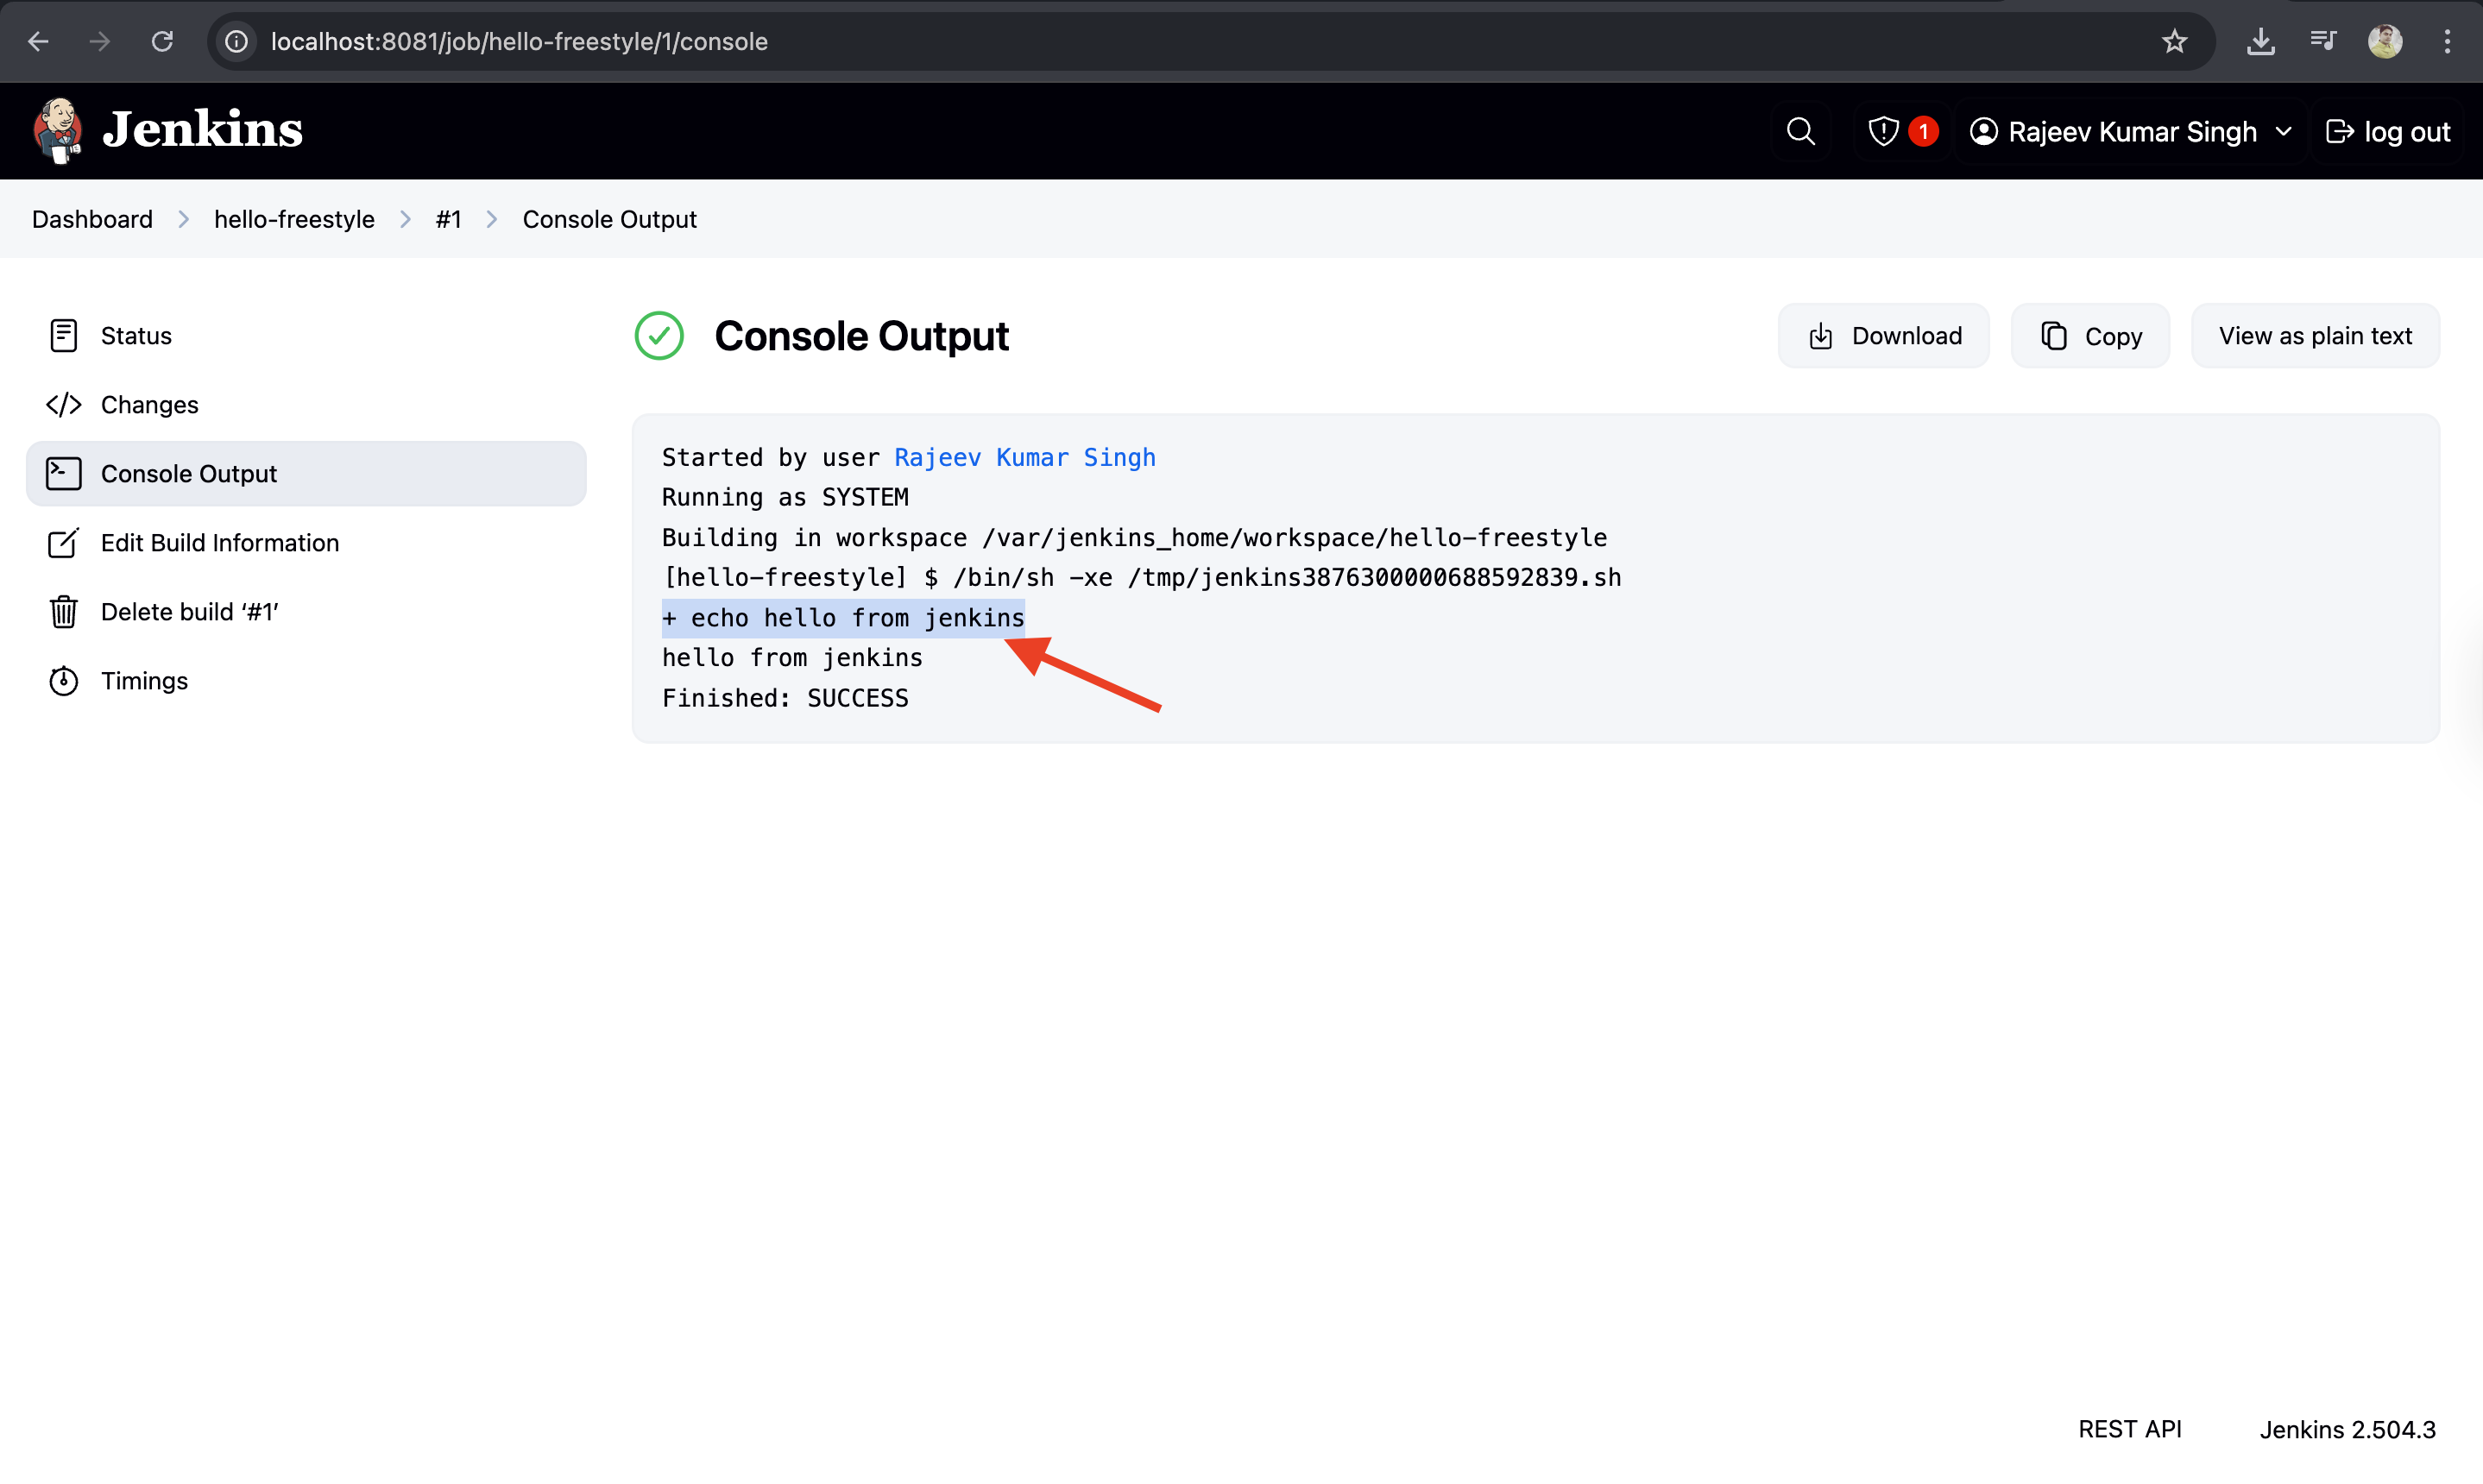 localhost:8081/job/hello-freestyle/1/console
Jenkins
1
Rajeev Kumar Singh
log out
Dashboard > hello-freestyle > #1 > Console Output
Status
Changes
Console Output
Edit Build Information
Delete build ‘#1’
Timings
Console Output
Download
Copy
View as plain text
Started by user Rajeev Kumar Singh
Running as SYSTEM
Building in workspace /var/jenkins_home/workspace/hello-freestyle
[hello-freestyle] $ /bin/sh -xe /tmp/jenkins3876300000688592839.sh
+ echo hello from jenkins
hello from jenkins
Finished: SUCCESS
REST API
Jenkins 2.504.3